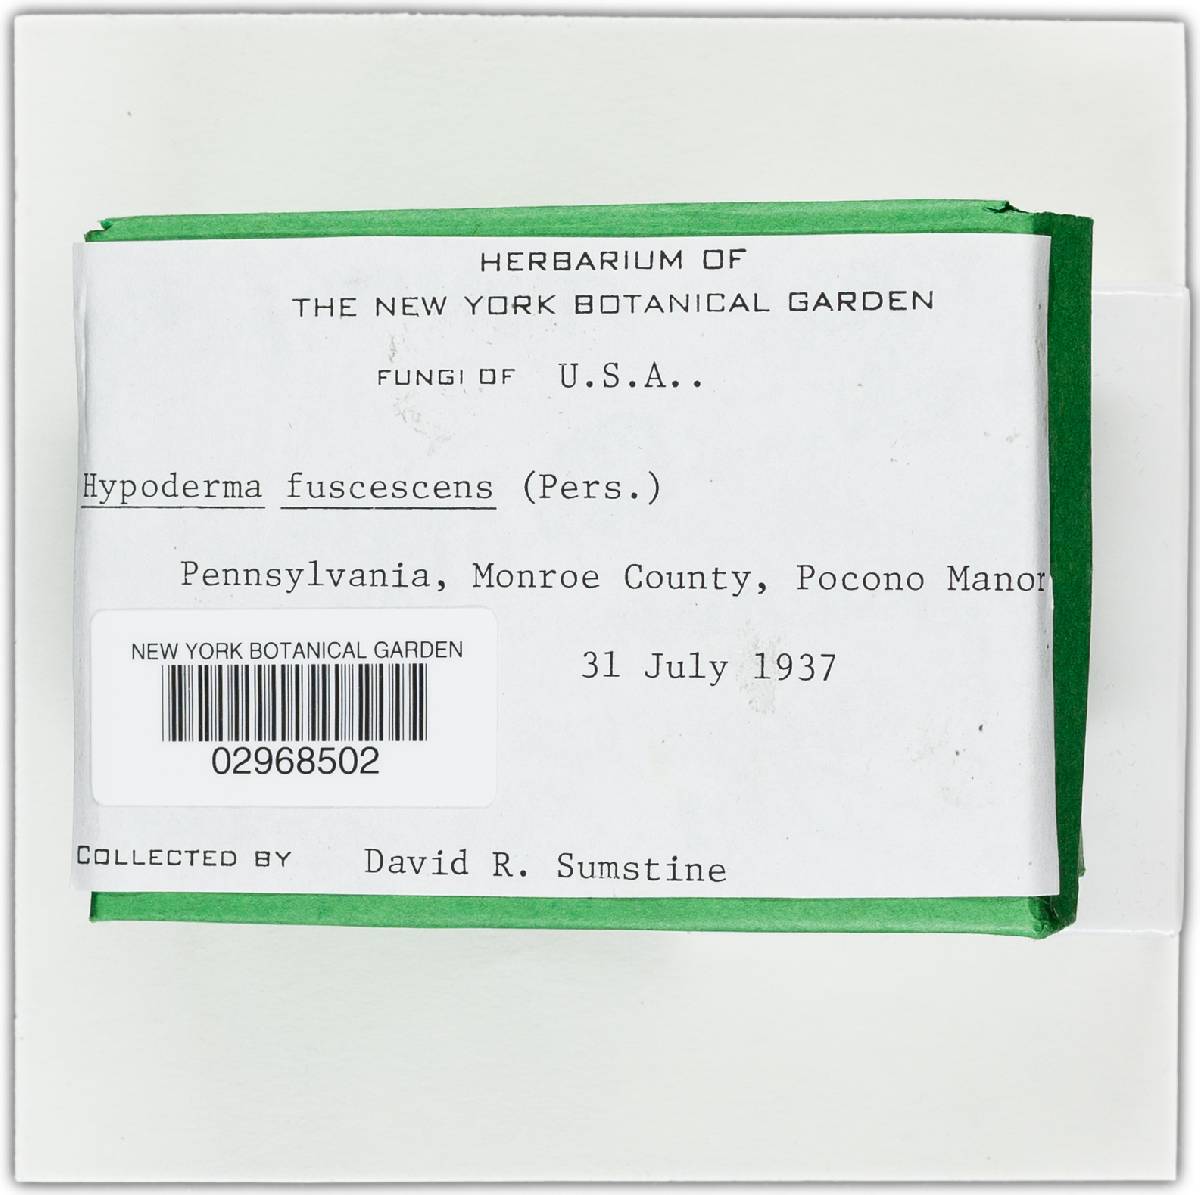 HERBARIUM OF
THE NEW YORK BOTANICAL GARDEN
FUNGI OF U.S.A..
Hypoderma fuscescens (Pers.)
Pennsylvania, Monroe County, Pocono Manor
31 July 1937
NEW YORK BOTANICAL GARDEN
02968502
COLLECTED BY David R. Sumstine